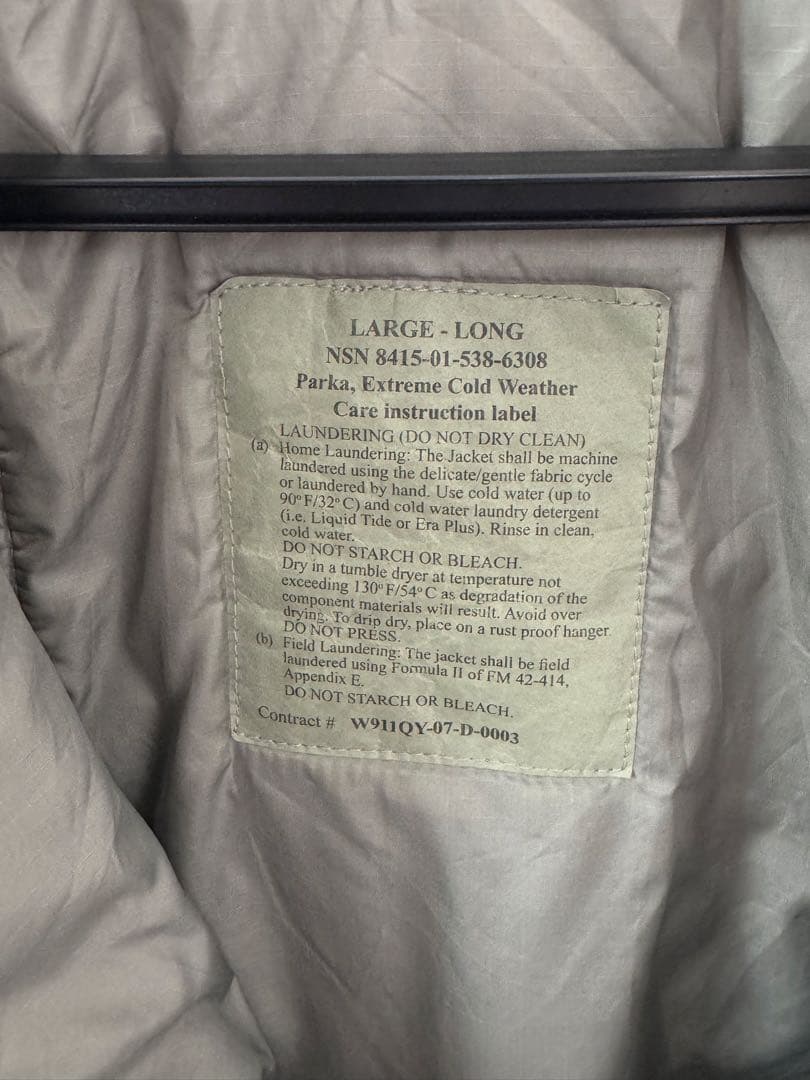 LARGE - LONG
NSN 8415-01-538-6308
Parka, Extreme Cold Weather
Care instruction label
LAUNDERING (DO NOT DRY CLEAN)
(a) Home Laundering: The Jacket shall be machine
laundered using the delicate/gentle fabric cycle
or laundered by hand. Use cold water (up to
90°F/32°C) and cold water laundry detergent
(i.e. Liquid Tide or Era Plus). Rinse in clean,
cold water.
DO NOT STARCH OR BLEACH.
Dry in a tumble dryer at temperature not
exceeding 130°F/54°C as degradation of the
component materials will result. Avoid over
drying. To drip dry, place on a rust proof hanger.
DO NOT PRESS.
(b) Field Laundering: The jacket shall be field
laundered using Formula II of FM 42-414,
Appendix E.
DO NOT STARCH OR BLEACH.
Contract # W911QY-07-D-0003